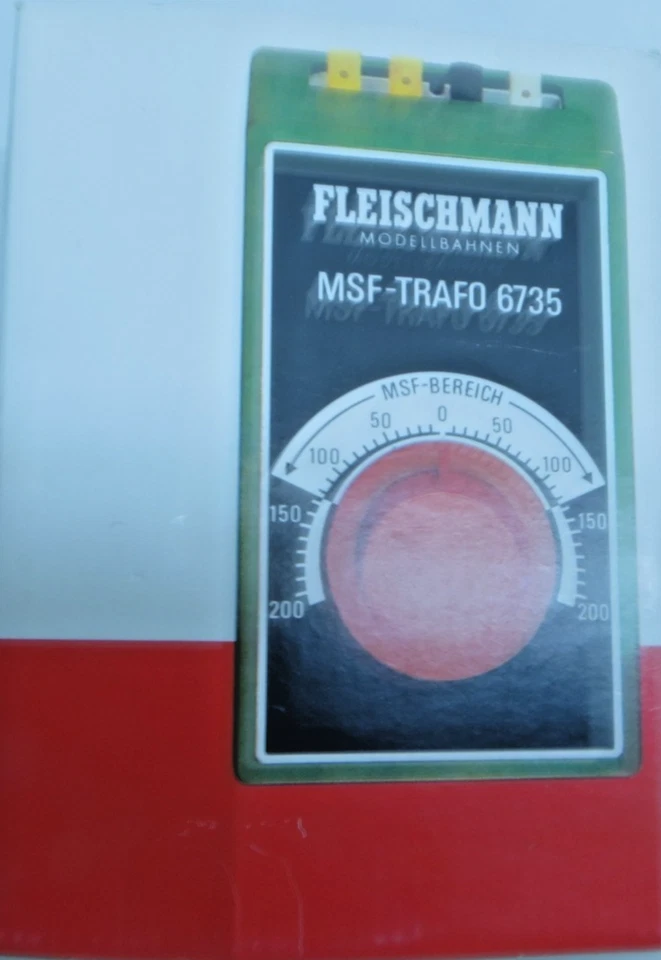 FLEISCHMANN
MODELLBAHNEN
MSF-TRAFO 6735
MSF-BEREICH
100 50 0 50 100
150 150
200 200